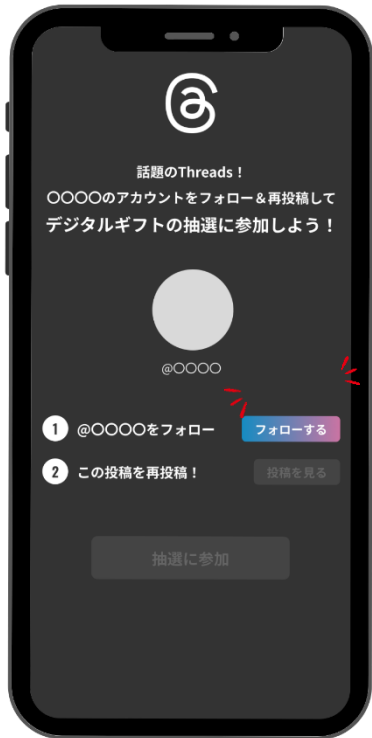 話題のThreads！
〇〇〇〇のアカウントをフォロー＆再投稿して
デジタルギフトの抽選に参加しよう！
@〇〇〇〇
1 @〇〇〇〇をフォロー フォローする
2 この投稿を再投稿！ 投稿を見る
抽選に参加